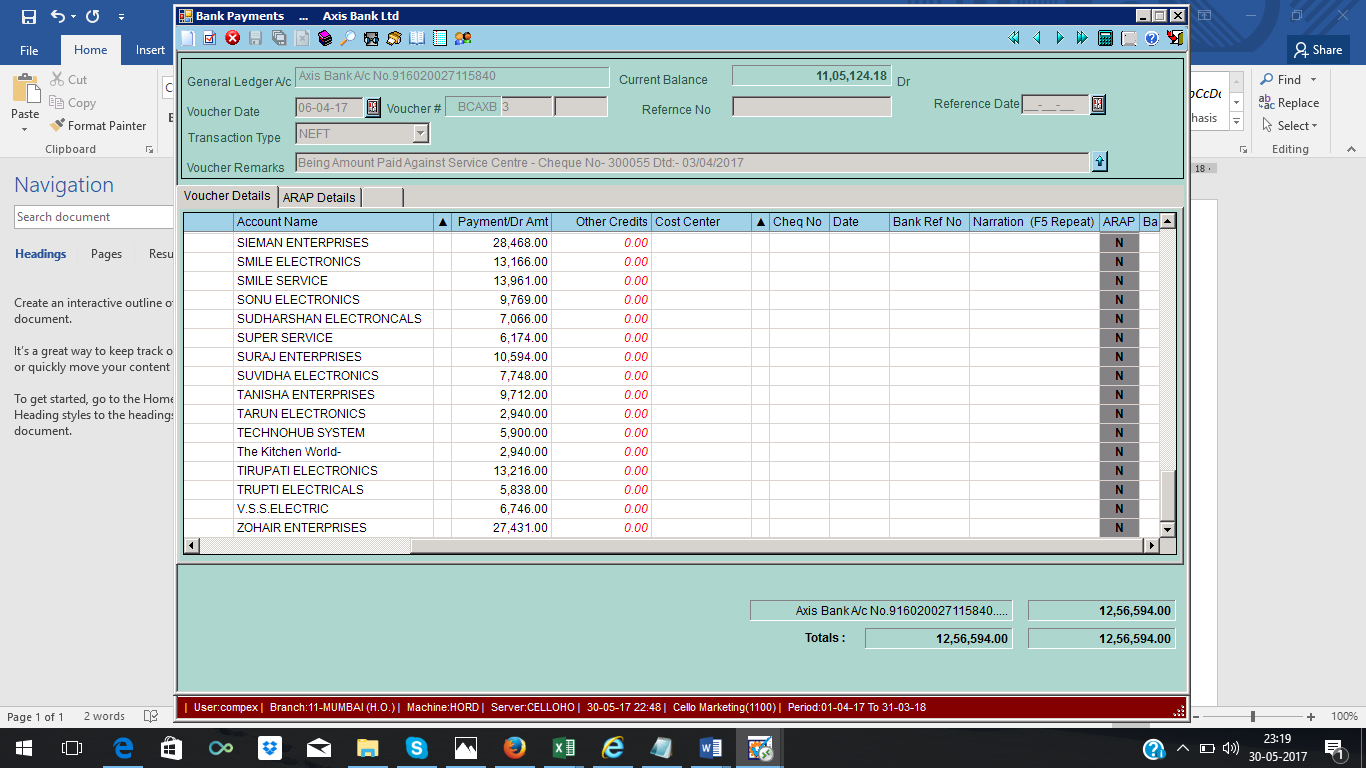 Bank Payments ... Axis Bank Ltd
File Home Insert
Share
Paste
Cut
Copy
Format Painter
Clipboard
Find
Replace
Select
Editing
hasis
General Ledger A/c Axis Bank A/c No.916020027115840 Current Balance 11,05,124.18 Dr
Voucher Date 06-04-17 Voucher # BCAXB 3 Refernce No Reference Date __-__-__
Transaction Type NEFT
Voucher Remarks Being Amount Paid Against Service Centre - Cheque No- 300055 Dtd:- 03/04/2017
18
Navigation
Search document
Headings Pages Resu
Create an interactive outline o
document.
It's a great way to keep track o
or quickly move your content
To get started, go to the Home
Heading styles to the headings
document.
Voucher Details ARAP Details
Account Name Payment/Dr Amt Other Credits Cost Center Cheq No Date Bank Ref No Narration (F5 Repeat) ARAP Ba
SIEMAN ENTERPRISES 28,468.00 0.00 N
SMILE ELECTRONICS 13,166.00 0.00 N
SMILE SERVICE 13,961.00 0.00 N
SONU ELECTRONICS 9,769.00 0.00 N
SUDHARSHAN ELECTRONCALS 7,066.00 0.00 N
SUPER SERVICE 6,174.00 0.00 N
SURAJ ENTERPRISES 10,594.00 0.00 N
SUVIDHA ELECTRONICS 7,748.00 0.00 N
TANISHA ENTERPRISES 9,712.00 0.00 N
TARUN ELECTRONICS 2,940.00 0.00 N
TECHNOHUB SYSTEM 5,900.00 0.00 N
The Kitchen World- 2,940.00 0.00 N
TIRUPATI ELECTRONICS 13,216.00 0.00 N
TRUPTI ELECTRICALS 5,838.00 0.00 N
V.S.S.ELECTRIC 6,746.00 0.00 N
ZOHAIR ENTERPRISES 27,431.00 0.00 N
Axis Bank A/c No.916020027115840..... 12,56,594.00
Totals : 12,56,594.00 12,56,594.00
| User:compex | Branch:11-MUMBAI (H.O.) | Machine:HORD | Server:CELLOHO | 30-05-17 22:48 | Cello Marketing(1100) | Period:01-04-17 To 31-03-18
Page 1 of 1 2 words
100%
23:19
30-05-2017
1